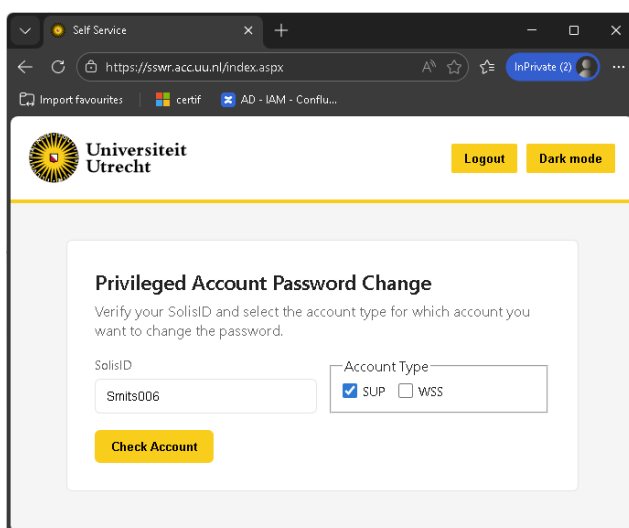 Self Service
https://sswr.acc.uu.nl/index.aspx
InPrivate (2)
Import favourites
certif
AD - IAM - Conflu...
Universiteit
Utrecht
Logout
Dark mode
Privileged Account Password Change
Verify your SolisID and select the account type for which account you
want to change the password.
SolisID
Account Type
Smits006
SUP
WSS
Check Account